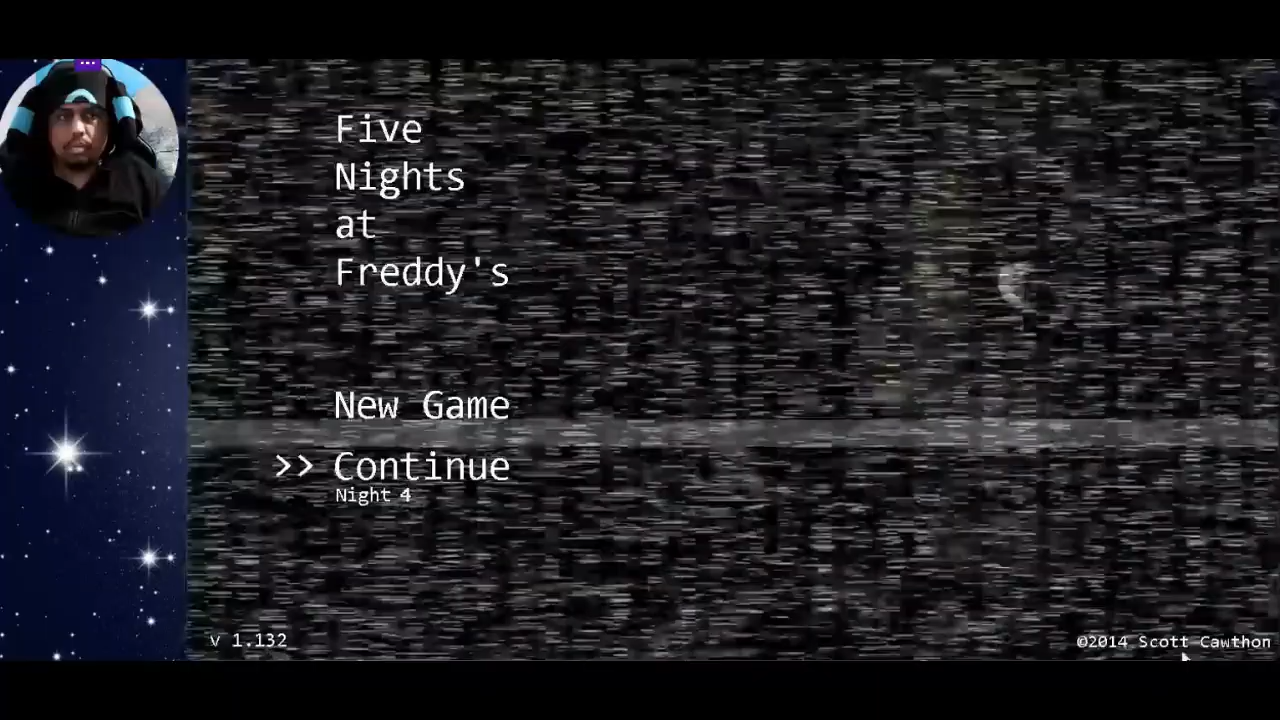 Five
Nights
at
Freddy's
New Game
>> Continue
Night 4
v 1.132
©2014 Scott Cawthon